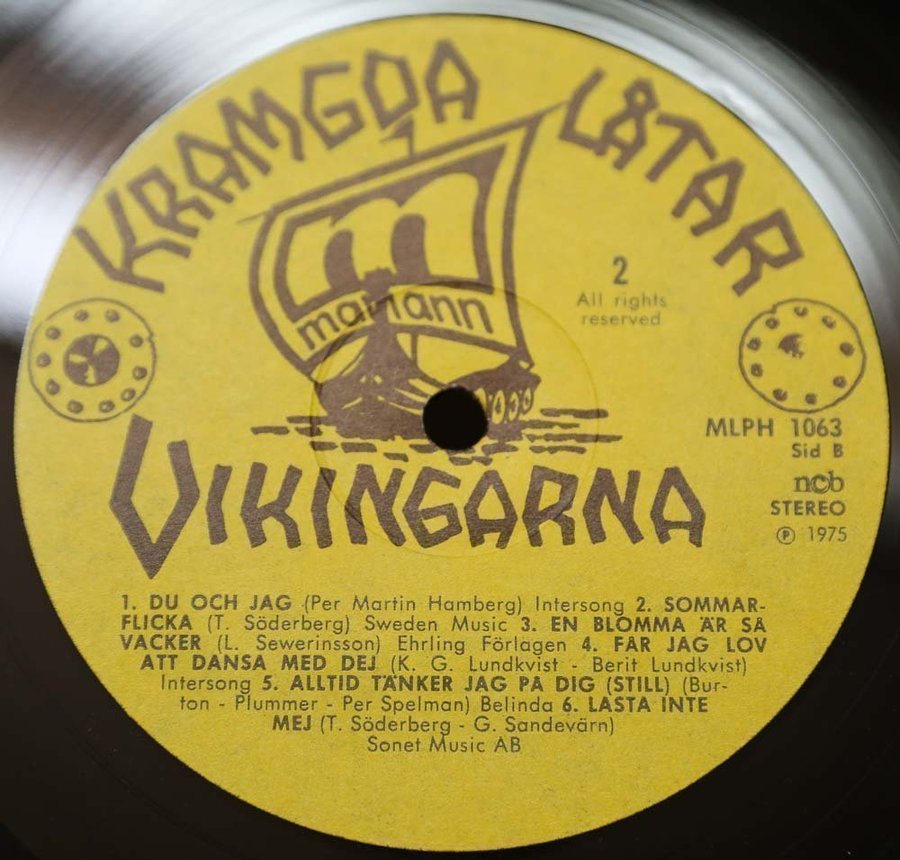 KRAMGOA LÅTAR
mariann
2
All rights
reserved
MLPH 1063
Sid B
ncb
STEREO
Ⓟ 1975
VIKINGARNA
1. DU OCH JAG (Per Martin Hamberg) Intersong 2. SOMMAR-
FLICKA (T. Söderberg) Sweden Music 3. EN BLOMMA ÄR SÅ
VACKER (L. Sewerinsson) Ehrling Förlagen 4. FÅR JAG LOV
ATT DANSA MED DEJ (K. G. Lundkvist - Berit Lundkvist)
Intersong 5. ALLTID TÄNKER JAG PÅ DIG (STILL) (Bur-
ton - Plummer - Per Spelman) Belinda 6. LASTA INTE
MEJ (T. Söderberg - G. Sandevärn)
Sonet Music AB